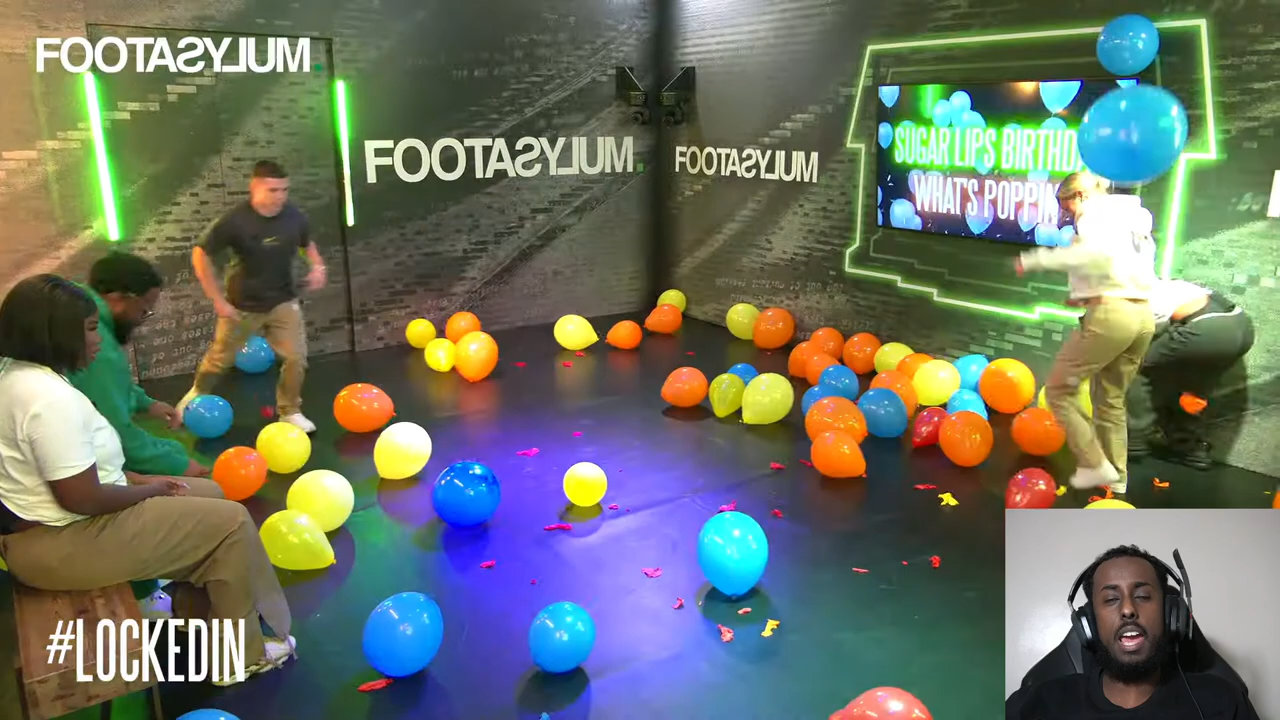 FOOTASYLUM.
FOOTASYLUM.
FOOTASYLUM
SUGAR LIPS BIRTHD
WHAT'S POPPIN
#LOCKEDIN